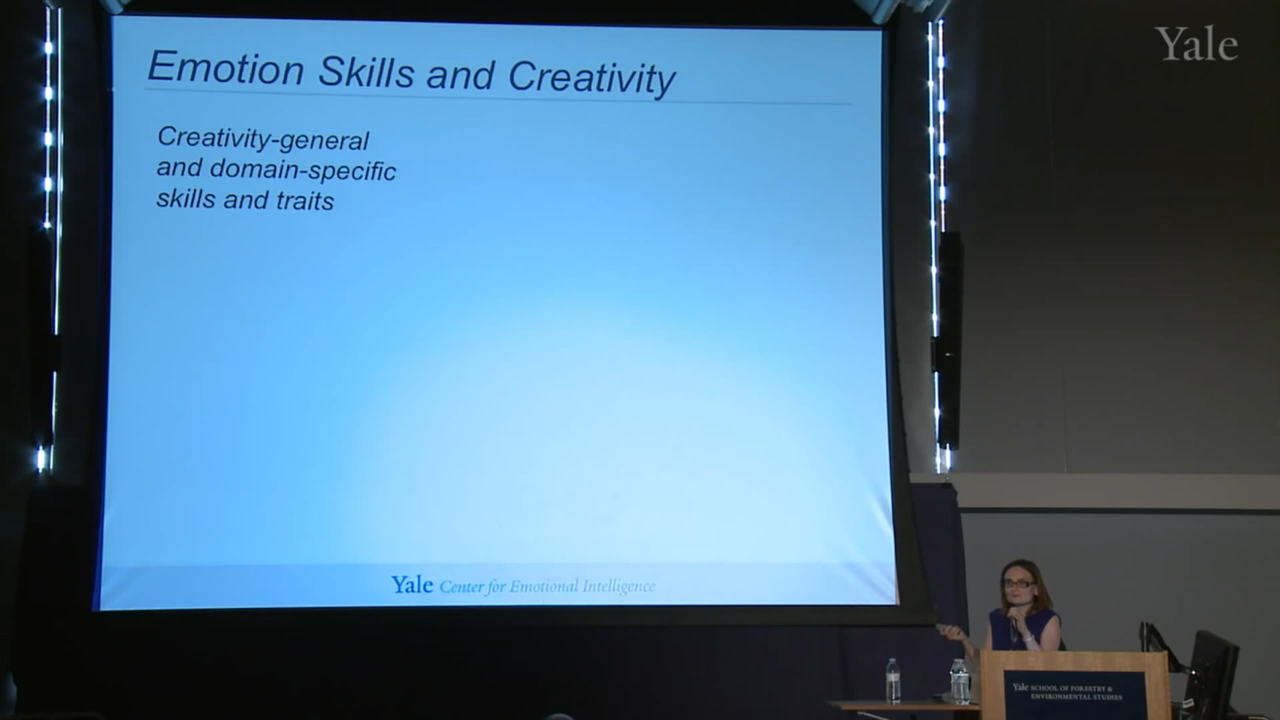 Yale
Emotion Skills and Creativity
Creativity-general
and domain-specific
skills and traits
Yale Center for Emotional Intelligence
Yale SCHOOL OF FORESTRY &
ENVIRONMENTAL STUDIES